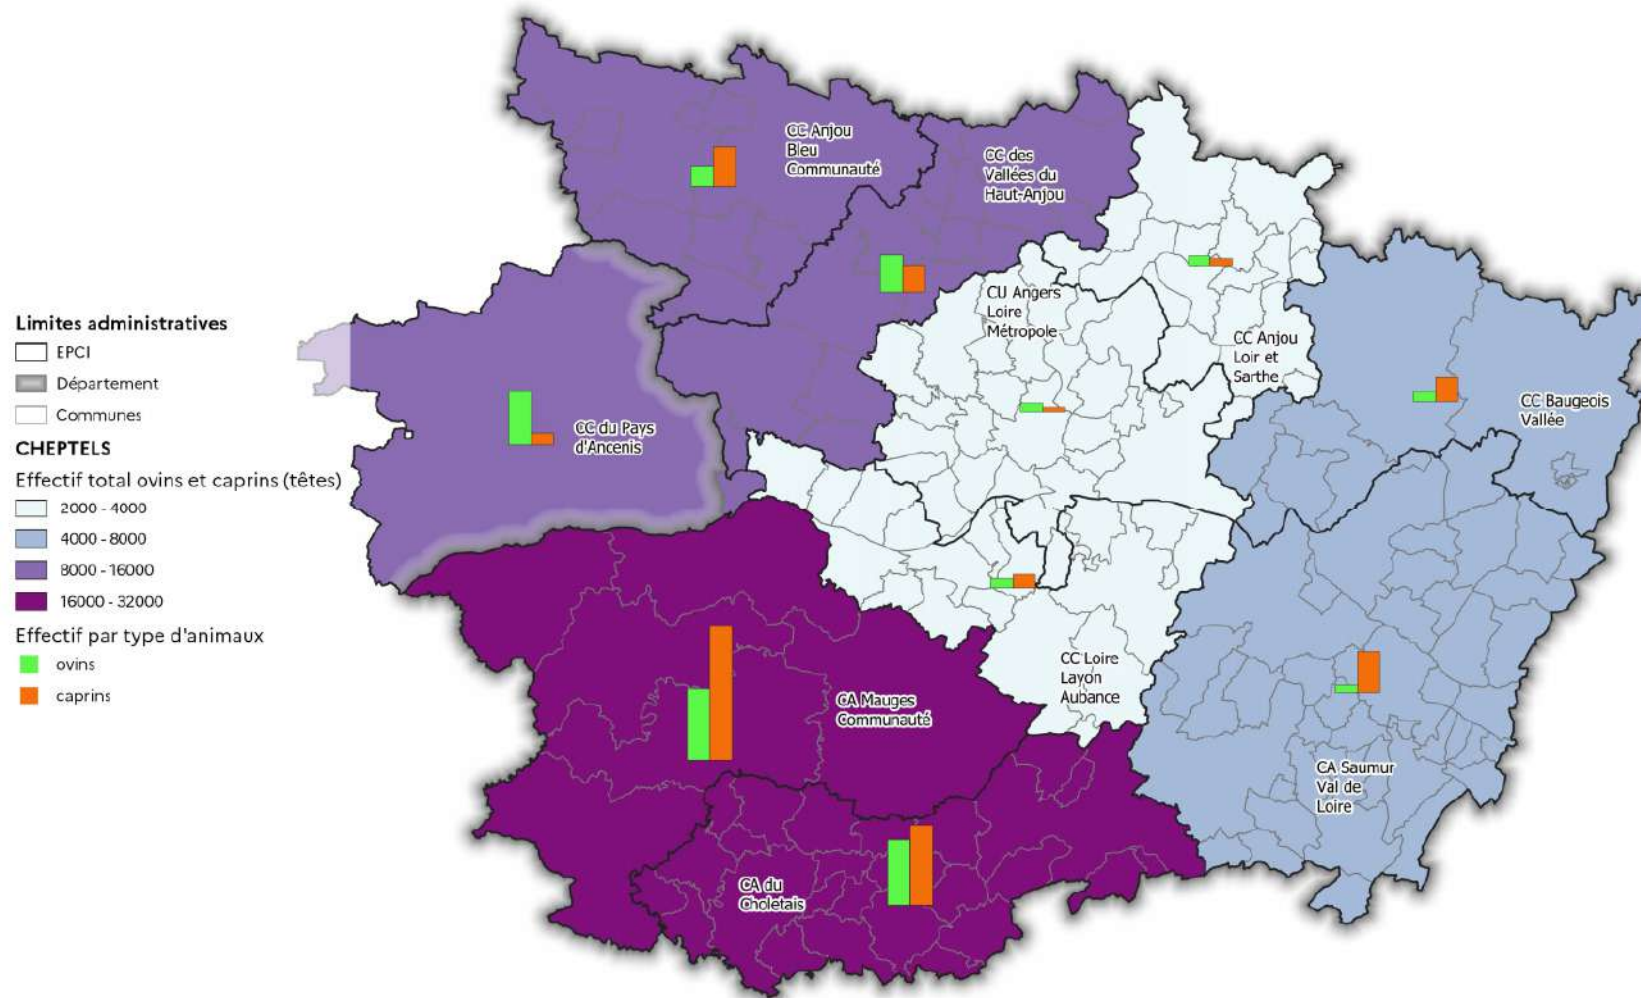 Limites administratives
EPCI
Département
Communes
CHEPTELS
Effectif total ovins et caprins (têtes)
2000 - 4000
4000 - 8000
8000 - 16000
16000 - 32000
Effectif par type d'animaux
ovins
caprins
CC Anjou
Bleu
Communauté
CC des
Vallées du
Haut-Anjou
CU Angers
Loire
Métropole
CC Anjou
Loir et
Sarthe
CC Baugeois
Vallée
CC du Pays
d'Ancenis
CC Loire
Layon
Aubance
CA Mauges
Communauté
CA Saumur
Val de
Loire
CA du
Choletais